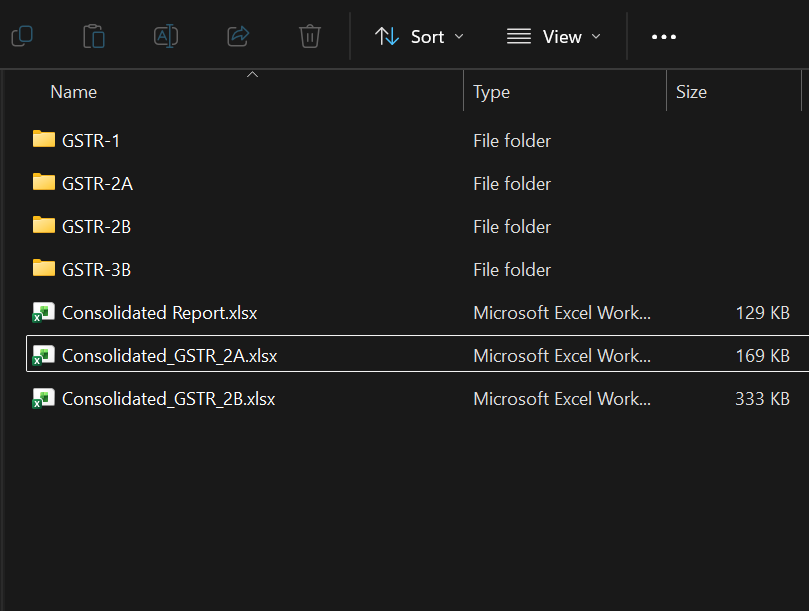 Sort View
Name Type Size
GSTR-1 File folder
GSTR-2A File folder
GSTR-2B File folder
GSTR-3B File folder
Consolidated Report.xlsx Microsoft Excel Work... 129 KB
Consolidated_GSTR_2A.xlsx Microsoft Excel Work... 169 KB
Consolidated_GSTR_2B.xlsx Microsoft Excel Work... 333 KB